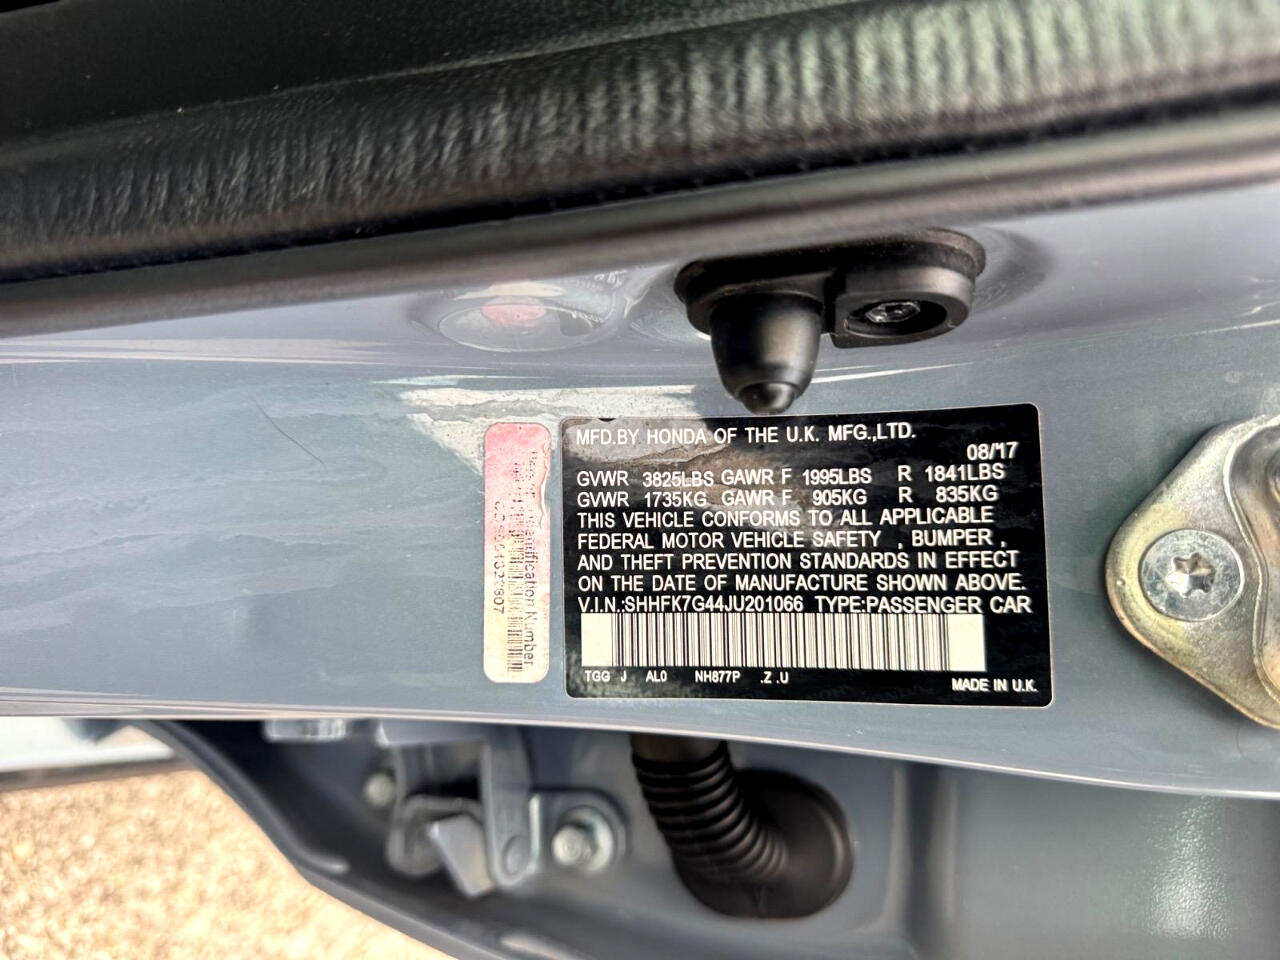 MFD.BY HONDA OF THE U.K. MFG.,LTD.
08/'17
GVWR 3825LBS GAWR F 1995LBS R 1841LBS
GVWR 1735KG GAWR F 905KG R 835KG
THIS VEHICLE CONFORMS TO ALL APPLICABLE
FEDERAL MOTOR VEHICLE SAFETY , BUMPER ,
AND THEFT PREVENTION STANDARDS IN EFFECT
ON THE DATE OF MANUFACTURE SHOWN ABOVE.
V.I.N.:SHHFK7G44JU201066 TYPE:PASSENGER CAR
TGG J AL0 NH877P .Z .U
MADE IN U.K.
Number